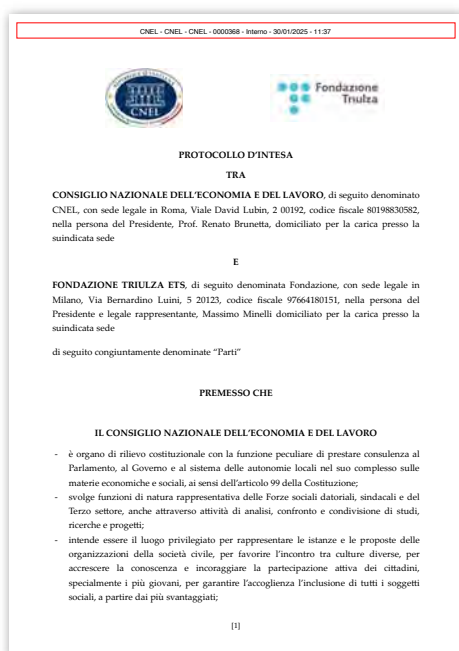 CNEL - CNEL - CNEL - 0000368 - Interno - 30/01/2025 - 11:37
CNEL
Fondazione
Triulza
PROTOCOLLO D'INTESA
TRA
CONSIGLIO NAZIONALE DELL'ECONOMIA E DEL LAVORO, di seguito denominato
CNEL, con sede legale in Roma, Viale David Lubin, 2 00192, codice fiscale 80198830582,
nella persona del Presidente, Prof. Renato Brunetta, domiciliato per la carica presso la
suindicata sede
E
FONDAZIONE TRIULZA ETS, di seguito denominata Fondazione, con sede legale in
Milano, Via Bernardino Luini, 5 20123, codice fiscale 97664180151, nella persona del
Presidente e legale rappresentante, Massimo Minelli domiciliato per la carica presso la
suindicata sede
di seguito congiuntamente denominate "Parti"
PREMESSO CHE
IL CONSIGLIO NAZIONALE DELL'ECONOMIA E DEL LAVORO
- è organo di rilievo costituzionale con la funzione peculiare di prestare consulenza al
Parlamento, al Governo e al sistema delle autonomie locali nel suo complesso sulle
materie economiche e sociali, ai sensi dell'articolo 99 della Costituzione;
- svolge funzioni di natura rappresentativa delle Forze sociali datoriali, sindacali e del
Terzo settore, anche attraverso attività di analisi, confronto e condivisione di studi,
ricerche e progetti;
- intende essere il luogo privilegiato per rappresentare le istanze e le proposte delle
organizzazioni della società civile, per favorire l'incontro tra culture diverse, per
accrescere la conoscenza e incoraggiare la partecipazione attiva dei cittadini,
specialmente i più giovani, per garantire l'accoglienza l'inclusione di tutti i soggetti
sociali, a partire dai più svantaggiati;
[1]